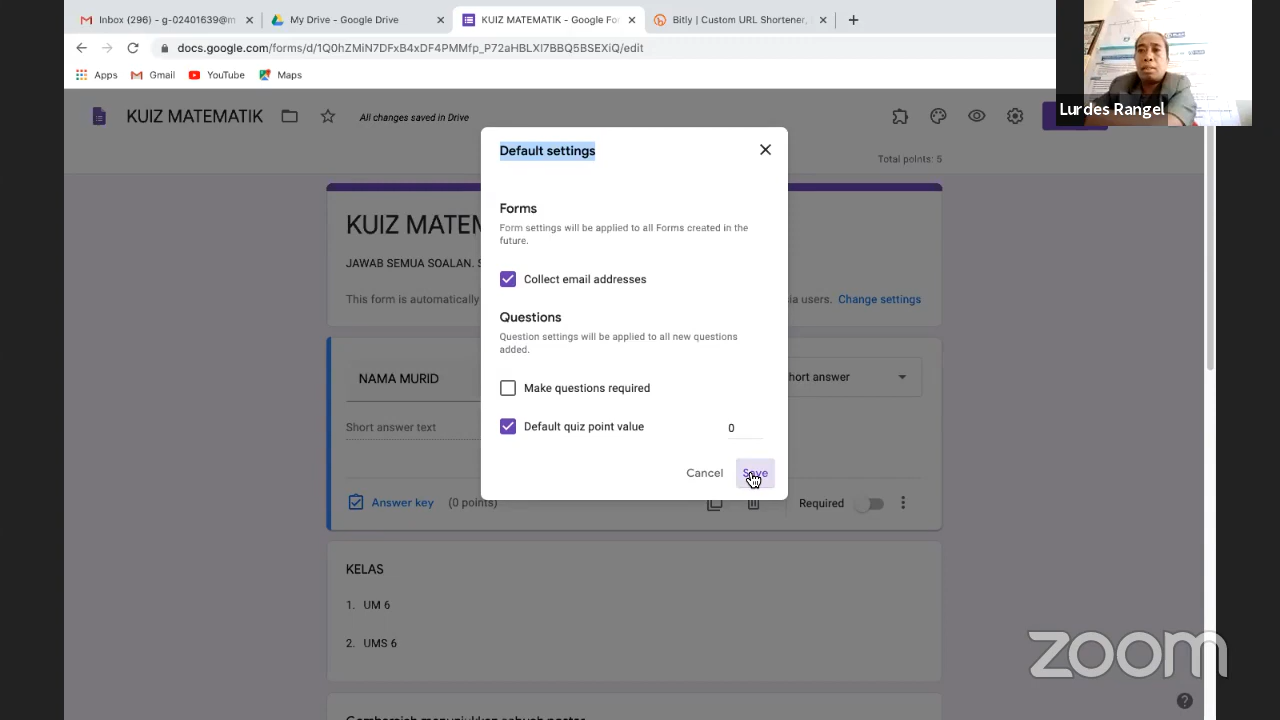 Inbox (296) - g-02401639@m
My Drive - Google Drive
KUIZ MATEMATIK - Google For
Bitly | Custom URL Shortener,
docs.google.com/forms/d/1Q0hZMiN7DFxB4xDF4PMMfp_P72aHBLXI7BBQ5BSEXiQ/edit
Apps
Gmail
YouTube
Maps
Lurdes Rangel
KUIZ MATEMATIK
All changes saved in Drive
Total points: 5
Default settings
Forms
Form settings will be applied to all Forms created in the
future.
Collect email addresses
Questions
Question settings will be applied to all new questions
added.
Make questions required
Default quiz point value
0
Cancel
Save
KUIZ MATEM
JAWAB SEMUA SOALAN. S
This form is automatically
ia users. Change settings
NAMA MURID
hort answer
Short answer text
Answer key
(0 points)
Required
KELAS
1. UM 6
2. UMS 6
zoom